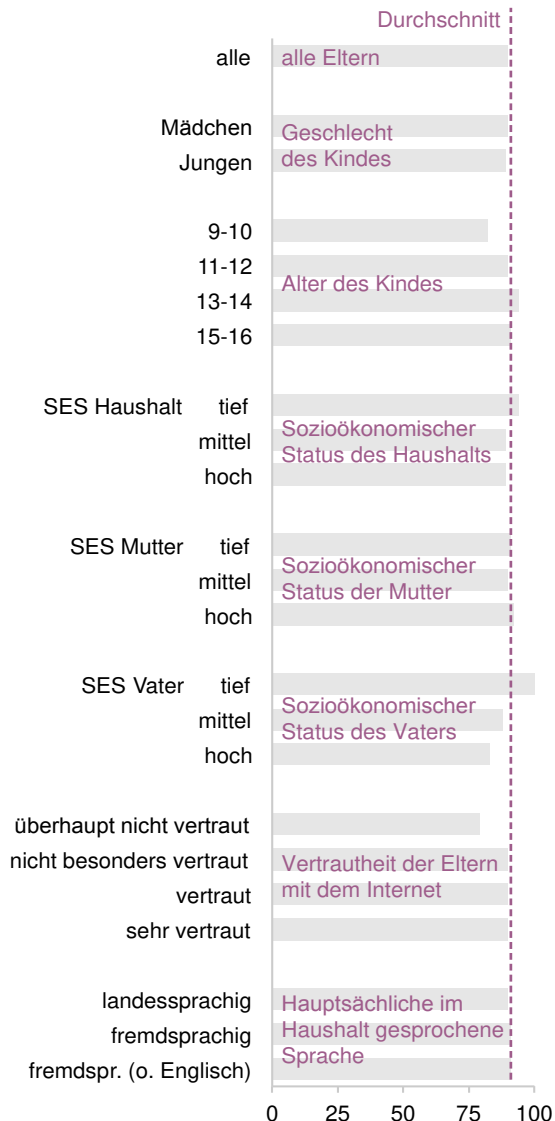 Durchschnitt
alle alle Eltern
Mädchen Geschlecht
Jungen des Kindes
9-10
11-12
Alter des Kindes
13-14
15-16
SES Haushalt tief
mittel Sozioökonomischer
hoch Status des Haushalts
SES Mutter tief
mittel Sozioökonomischer
hoch Status der Mutter
SES Vater tief
mittel Sozioökonomischer
hoch Status des Vaters
überhaupt nicht vertraut
nicht besonders vertraut Vertrautheit der Eltern
vertraut mit dem Internet
sehr vertraut
landessprachig Hauptsächliche im
fremdsprachig Haushalt gesprochene
fremdspr. (o. Englisch) Sprache
0 25 50 75 100